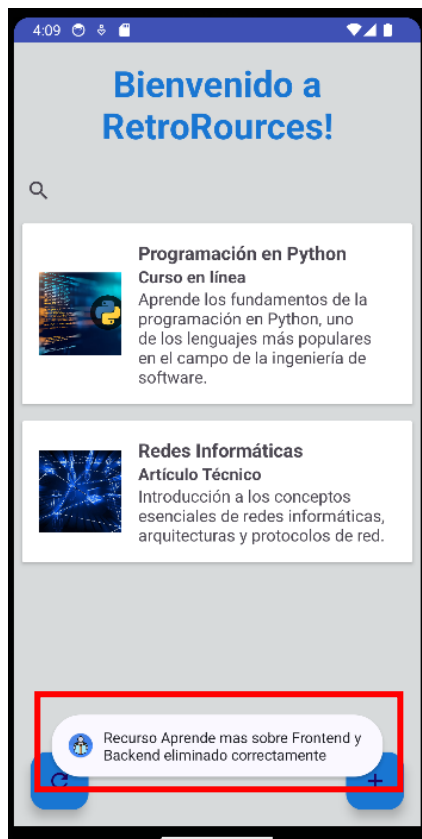 4:09
Bienvenido a
RetroRources!
Programación en Python
Curso en línea
Aprende los fundamentos de la
programación en Python, uno
de los lenguajes más populares
en el campo de la ingeniería de
software.
Redes Informáticas
Artículo Técnico
Introducción a los conceptos
esenciales de redes informáticas,
arquitecturas y protocolos de red.
Recurso Aprende mas sobre Frontend y
Backend eliminado correctamente
+